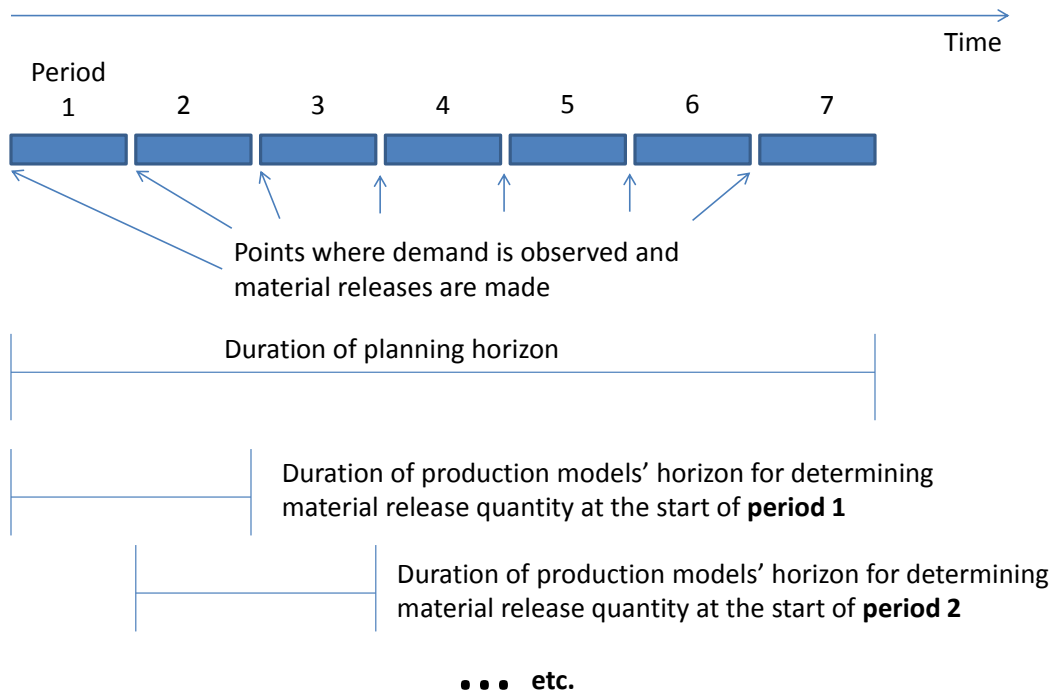 Time
Period
1 2 3 4 5 6 7
Points where demand is observed and
material releases are made
Duration of planning horizon
Duration of production models’ horizon for determining
material release quantity at the start of period 1
Duration of production models’ horizon for determining
material release quantity at the start of period 2
... etc.